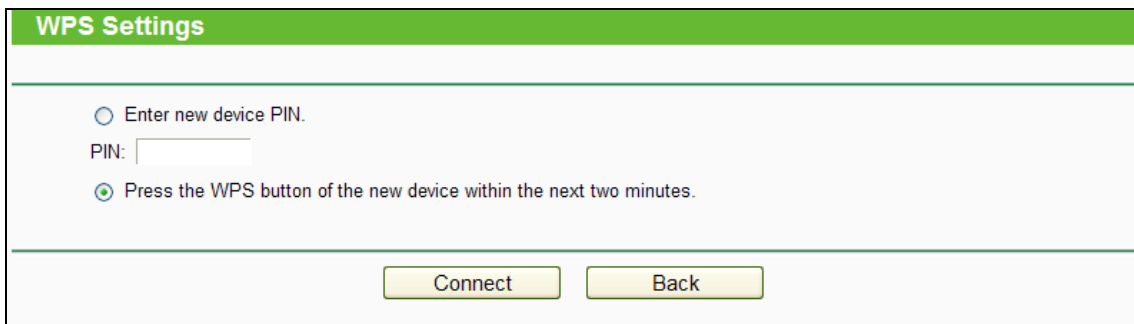 WPS Settings
Enter new device PIN.
PIN:
Press the WPS button of the new device within the next two minutes.
Connect Back